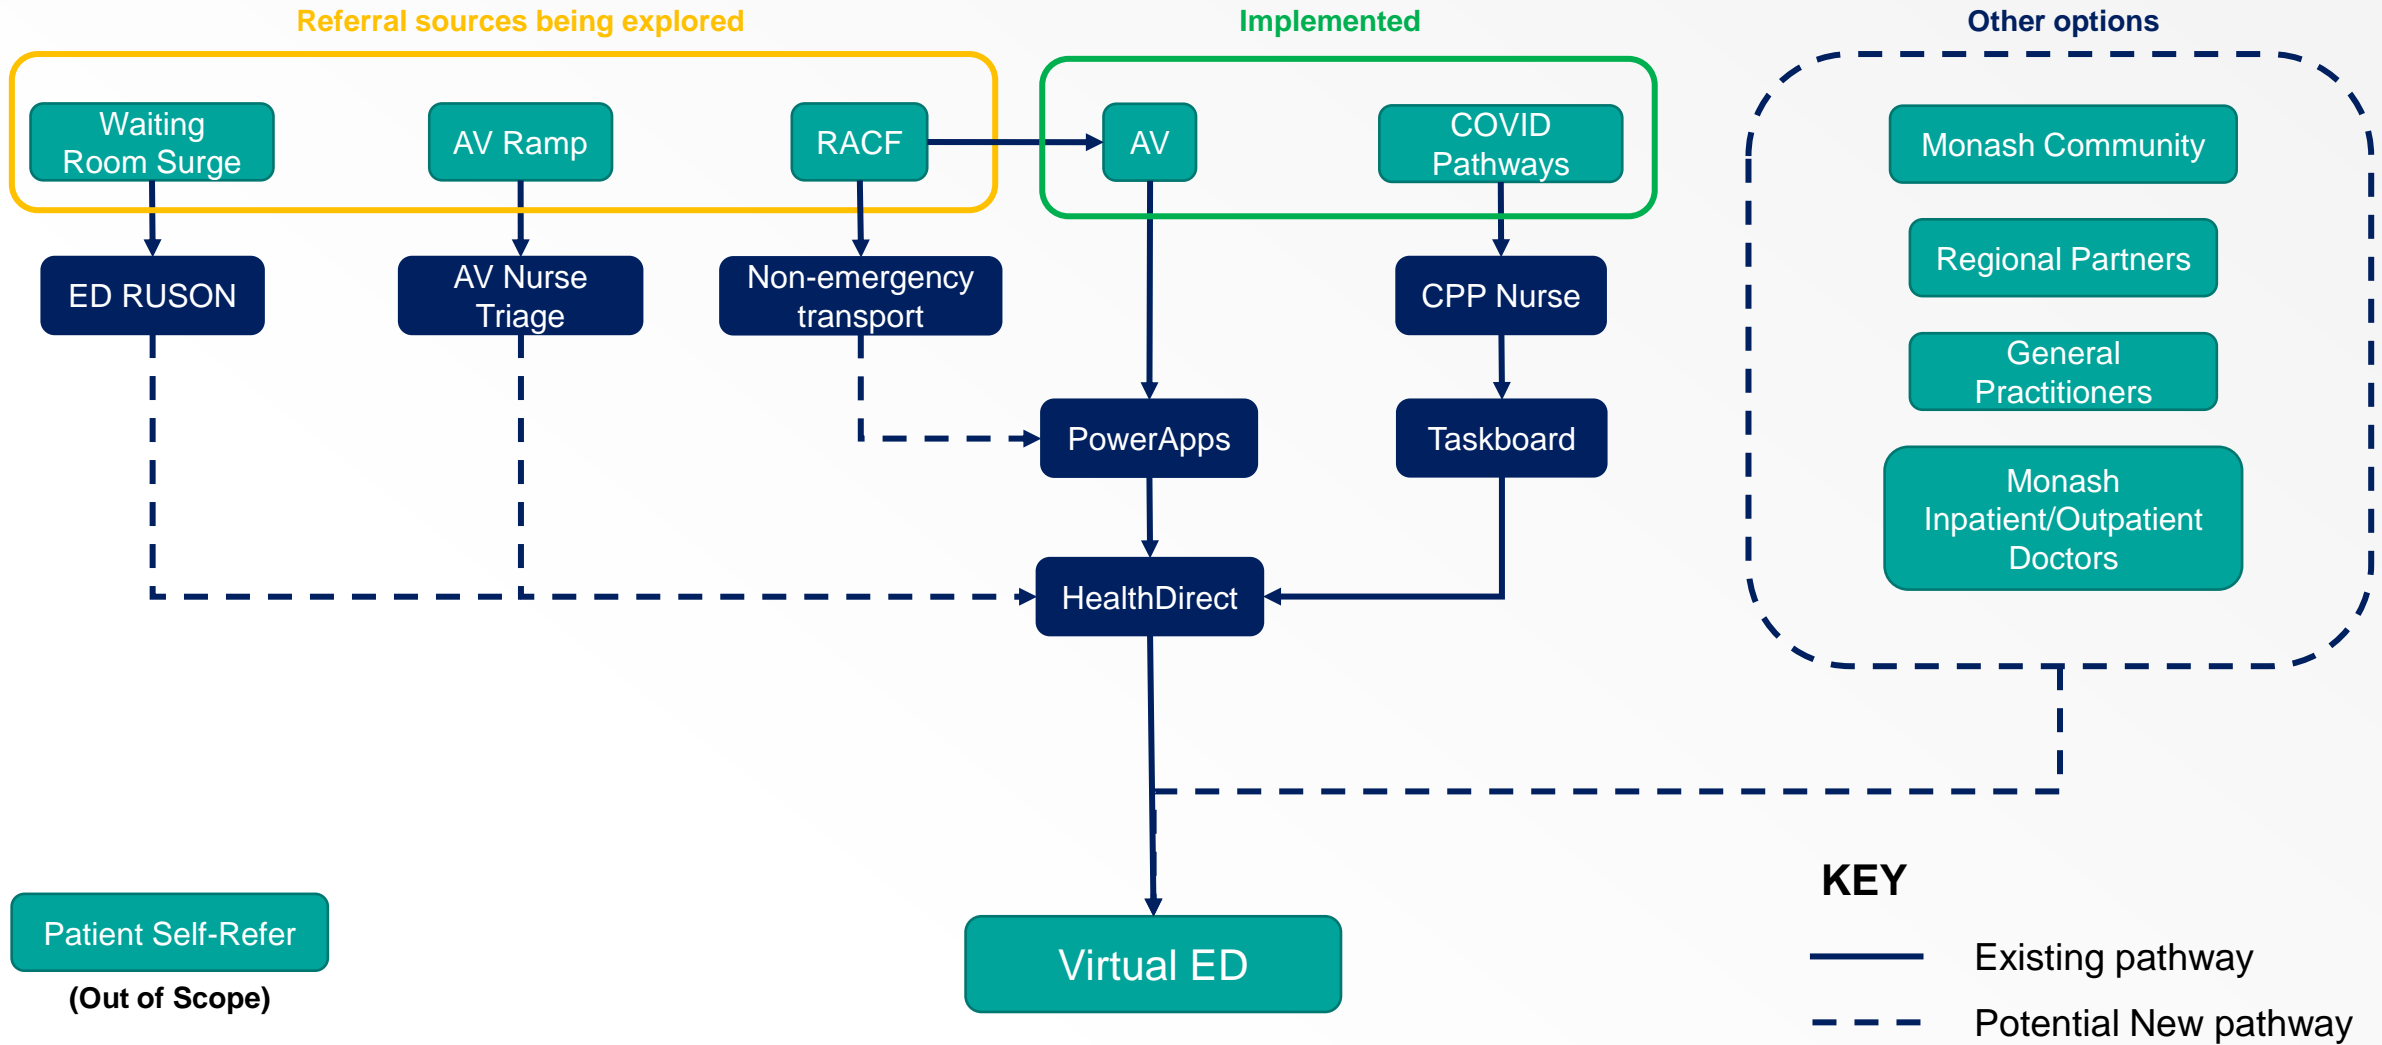 Referral sources being explored
Implemented
Other options
Waiting
Room Surge
AV Ramp
RACF
AV
COVID
Pathways
Monash Community
ED RUSON
AV Nurse
Triage
Non-emergency
transport
CPP Nurse
Regional Partners
General
Practitioners
PowerApps
Taskboard
Monash
Inpatient/Outpatient
Doctors
HealthDirect
KEY
Patient Self-Refer
(Out of Scope)
Virtual ED
Existing pathway
Potential New pathway